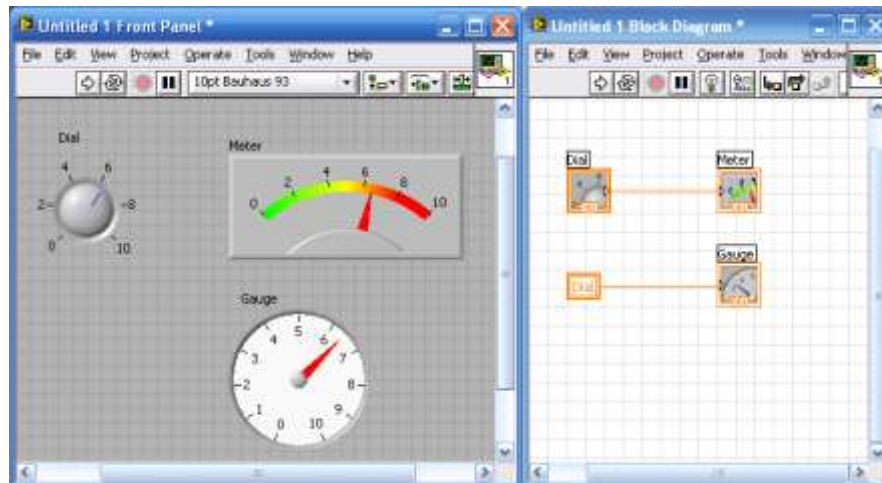 Untitled 1 Front Panel *
File Edit View Project Operate Tools Window Help
10pt Bauhaus 93
1
Dial
4 6
2 8
0 10
Meter
0 2 4 6 8 10
Gauge
5
4 6
3 7
2 8
1 9
0 10
Untitled 1 Block Diagram *
File Edit View Project Operate Tools Window
1
Dial
Meter
Dial
Gauge